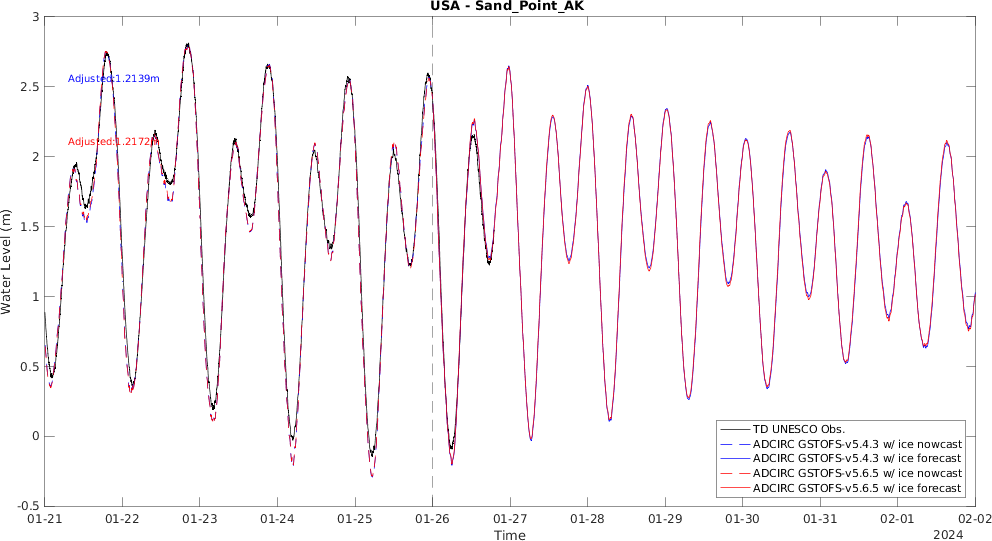 USA - Sand_Point_AK
3
2.5
2
1.5
1
0.5
0
-0.5
Water Level (m)
Adjusted:1.2139m
Adjusted:1.2172m
TD UNESCO Obs.
ADCIRC GSTOFS-v5.4.3 w/ ice nowcast
ADCIRC GSTOFS-v5.4.3 w/ ice forecast
ADCIRC GSTOFS-v5.6.5 w/ ice nowcast
ADCIRC GSTOFS-v5.6.5 w/ ice forecast
01-21 01-22 01-23 01-24 01-25 01-26 01-27 01-28 01-29 01-30 01-31 02-01 02-02
Time
2024